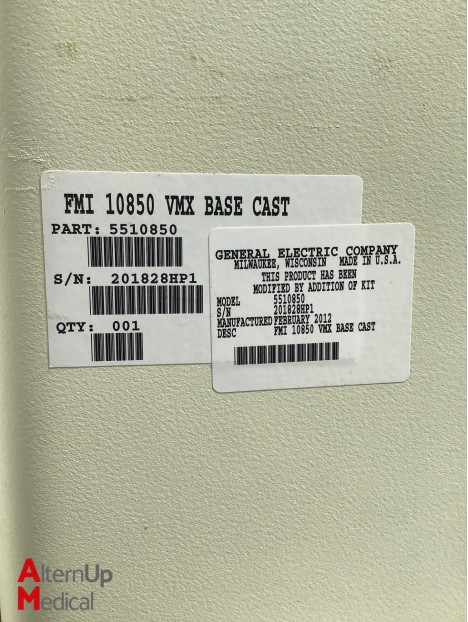 FMI 10850 VMX BASE CAST
PART: 5510850
S/N: 201828HP1
QTY: 001
GENERAL ELECTRIC COMPANY
MILWAUKEE, WISCONSIN MADE IN U.S.A.
THIS PRODUCT HAS BEEN
MODIFIED BY ADDITION OF KIT
MODEL 5510850
S/N 201828HP1
MANUFACTURED FEBRUARY 2012
DESC FMI 10850 VMX BASE CAST
AlternUp
Medical